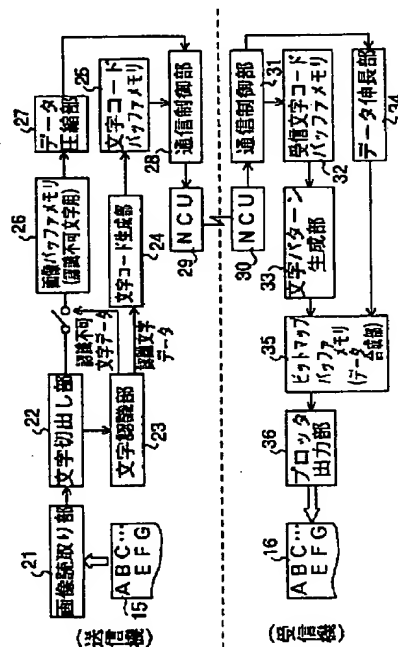 (送信機)
15
ABC…
EFG
21
画像読取り部
22
文字切出し部
文字認識部
23
認識不可
文字データ
認識文字
データ
26
画像バッファメモリ
(認識不可文字用)
27
データ
圧縮部
24
文字コード生成部
25
文字コード
バッファメモリ
28
通信制御部
29
NCU
(受信機)
30
NCU
31
通信制御部
32
受信文字コード
バッファメモリ
33
文字パターン
生成部
34
データ伸長部
35
ビットマップ
バッファ
メモリ
(データ
合成部)
36
プロッタ
出力部
16
ABC…
EFG